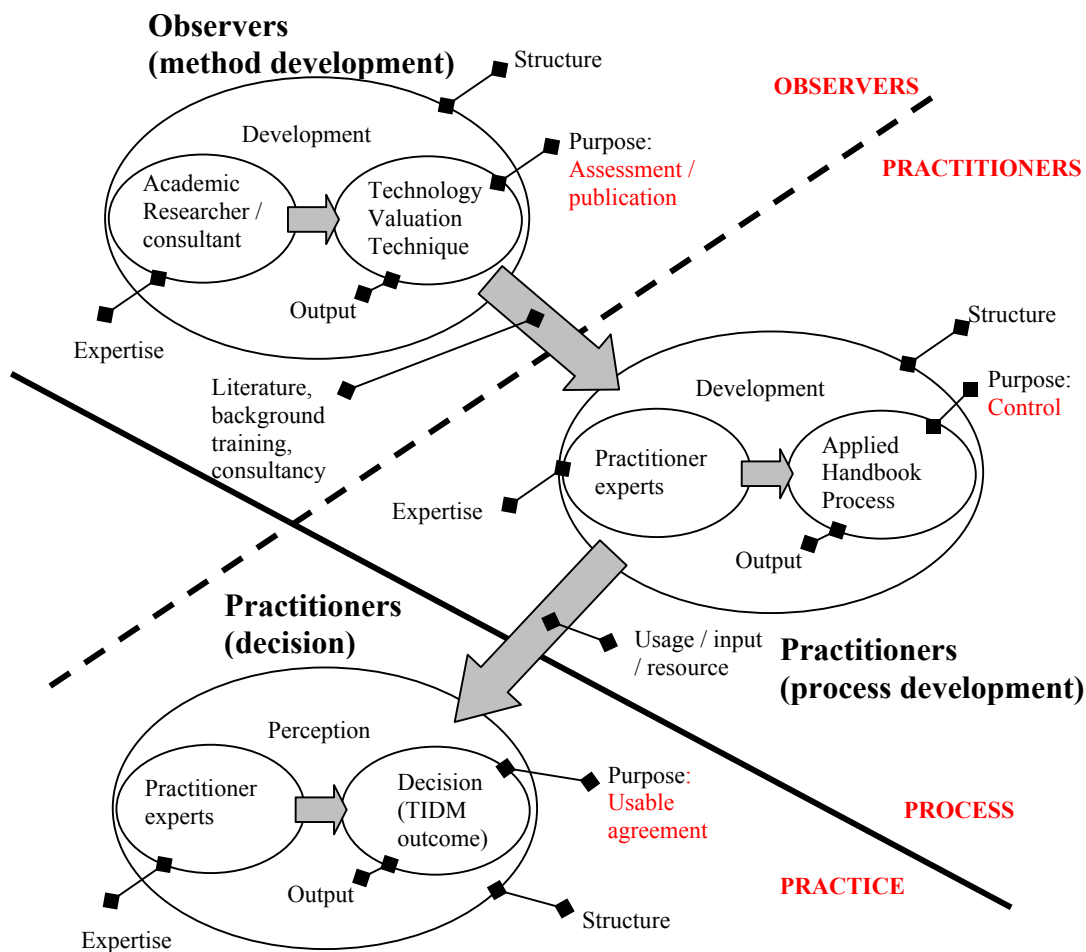 Observers
(method development)
Structure
OBSERVERS
Development
Purpose:
Assessment /
publication
PRACTITIONERS
Academic
Researcher /
consultant
Technology
Valuation
Technique
Output
Expertise
Literature,
background
training,
consultancy
Structure
Development
Purpose:
Control
Practitioner
experts
Applied
Handbook
Process
Expertise
Output
Practitioners
(decision)
Usage / input
/ resource
Practitioners
(process development)
Perception
Practitioner
experts
Decision
(TIDM
outcome)
Purpose:
Usable
agreement
PROCESS
Output
PRACTICE
Structure
Expertise